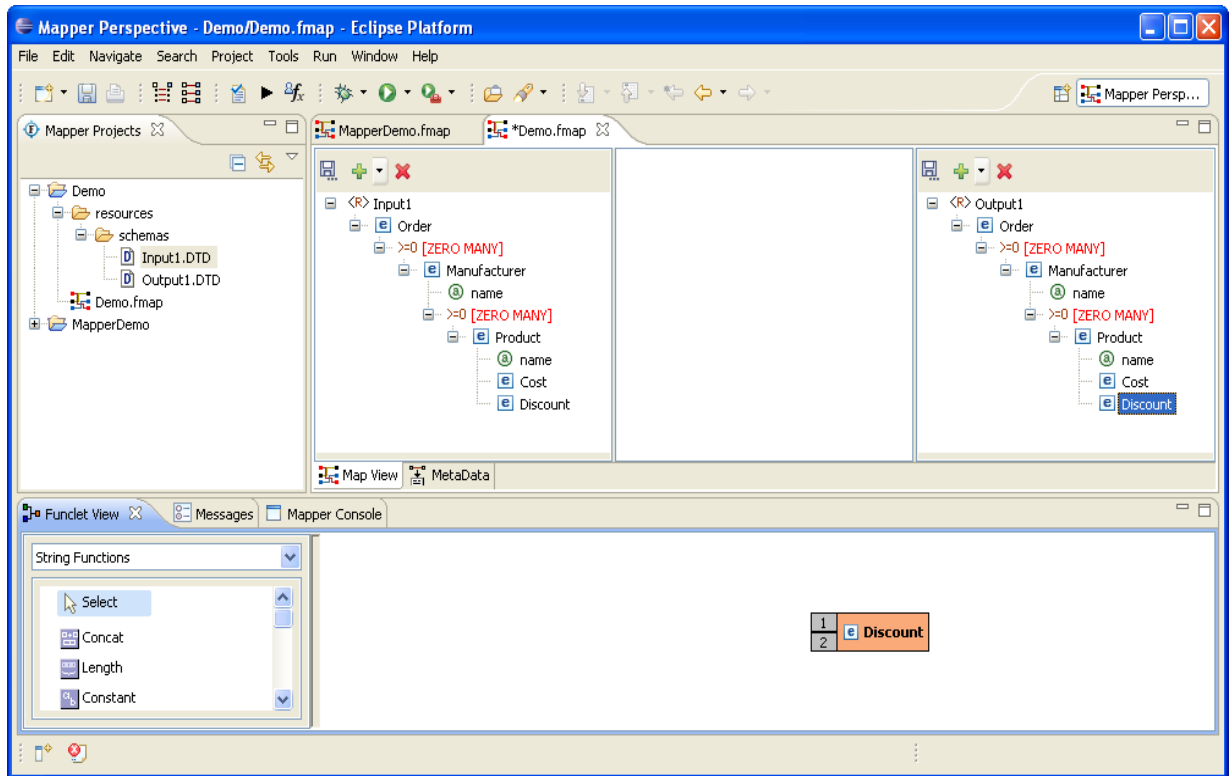 Mapper Perspective - Demo/Demo.fmap - Eclipse Platform
File Edit Navigate Search Project Tools Run Window Help
Mapper Persp...
Mapper Projects
MapperDemo.fmap
*Demo.fmap
Demo
resources
schemas
Input1.DTD
Output1.DTD
Demo.fmap
MapperDemo
<R> Input1
e Order
>=0 [ZERO MANY]
e Manufacturer
a name
>=0 [ZERO MANY]
e Product
a name
e Cost
e Discount
<R> Output1
e Order
>=0 [ZERO MANY]
e Manufacturer
a name
>=0 [ZERO MANY]
e Product
a name
e Cost
e Discount
Map View
MetaData
Funclet View
Messages
Mapper Console
String Functions
Select
Concat
Length
Constant
1
2
e Discount